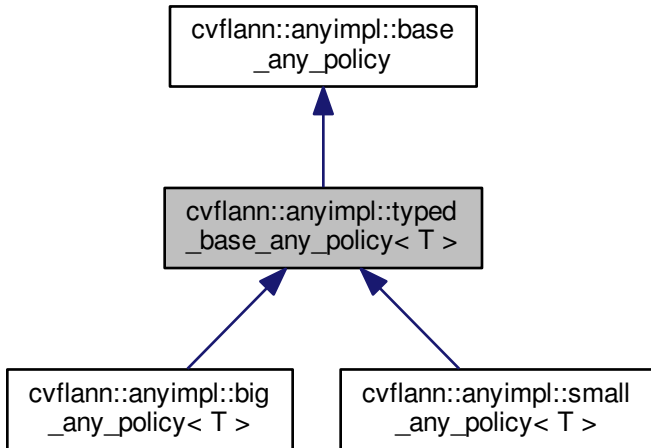 cvflann::anyimpl::base
_any_policy
cvflann::anyimpl::typed
_base_any_policy< T >
cvflann::anyimpl::big
_any_policy< T >
cvflann::anyimpl::small
_any_policy< T >